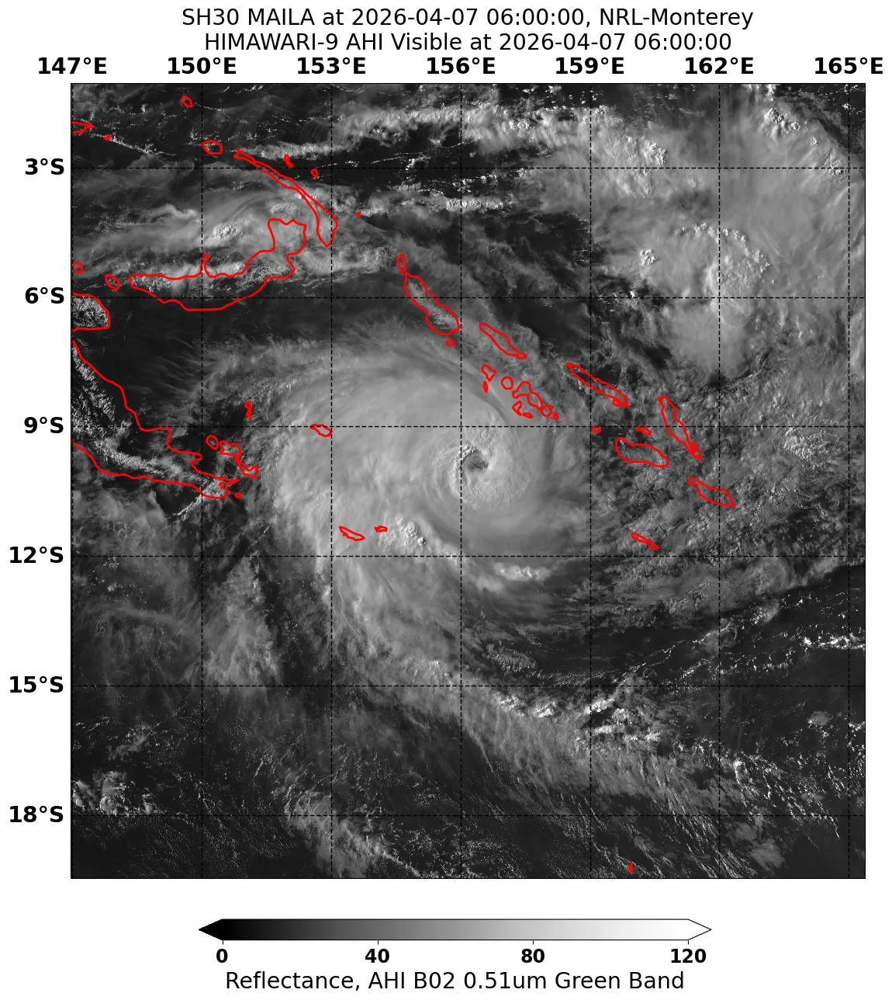 SH30 MAILA at 2026-04-07 06:00:00, NRL-Monterey
HIMAWARI-9 AHI Visible at 2026-04-07 06:00:00
147°E 150°E 153°E 156°E 159°E 162°E 165°E
3°S
6°S
9°S
12°S
15°S
18°S
0 40 80 120
Reflectance, AHI B02 0.51um Green Band